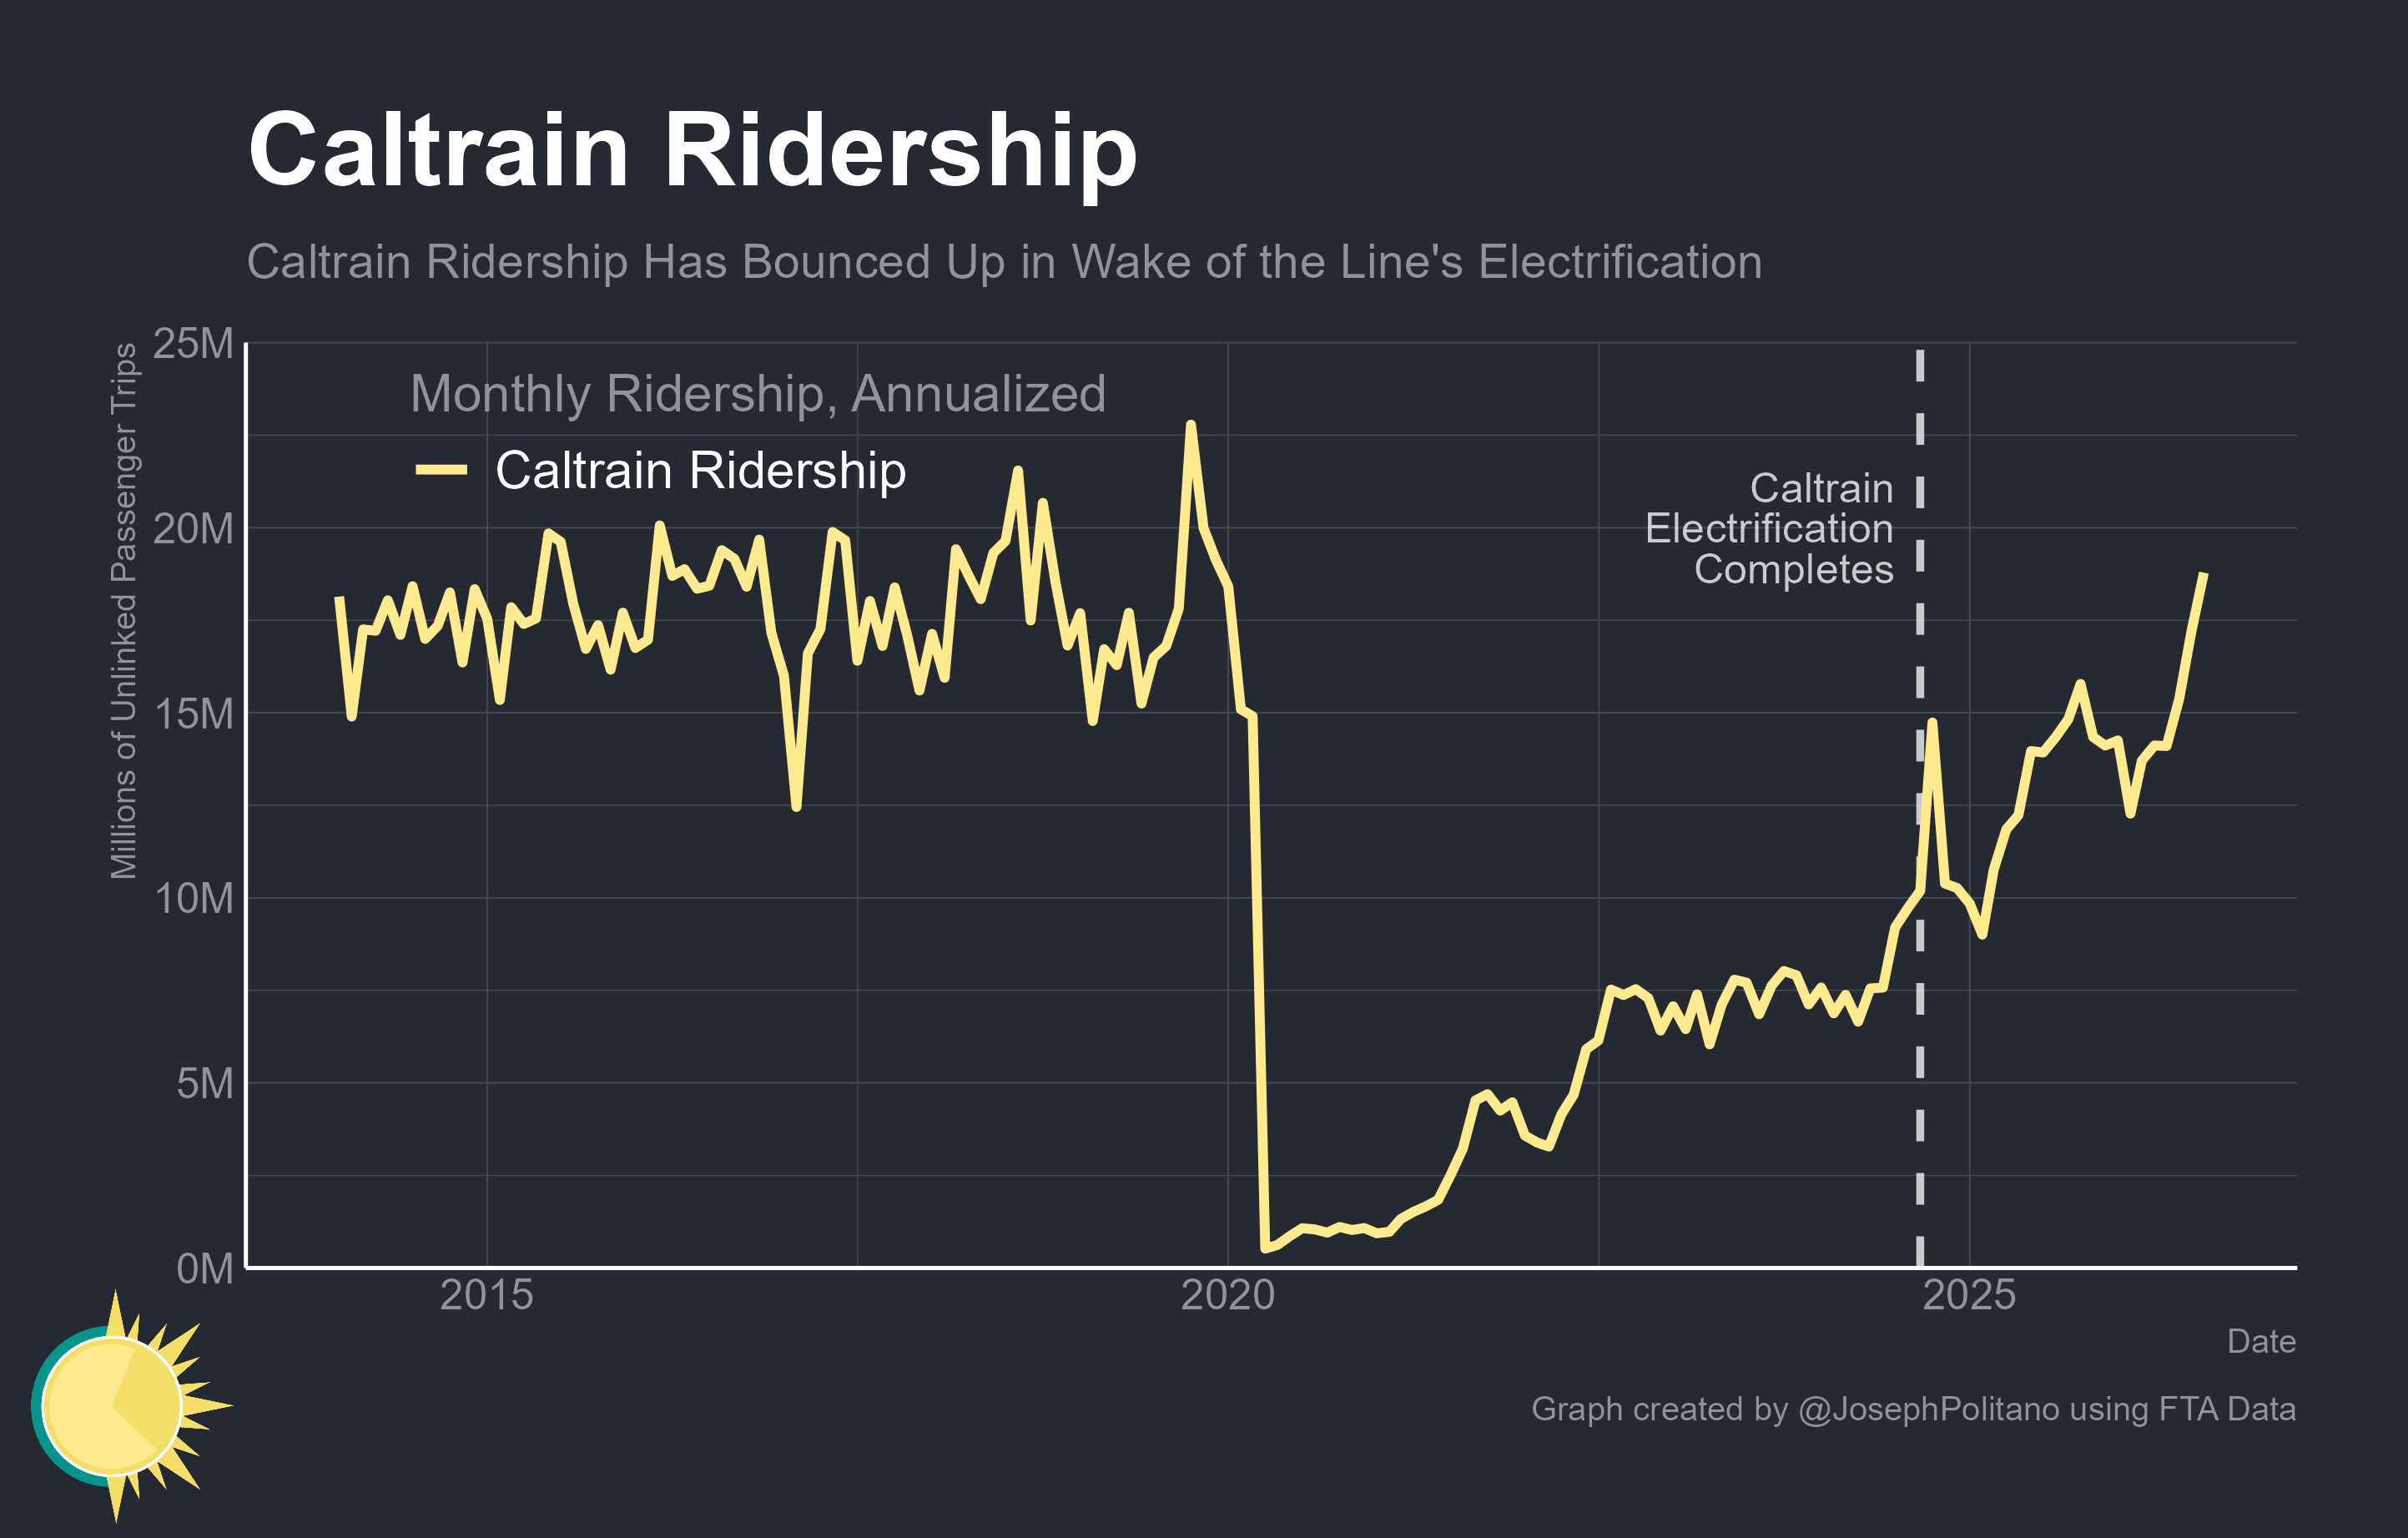 Caltrain Ridership
Caltrain Ridership Has Bounced Up in Wake of the Line's Electrification
Millions of Unlinked Passenger Trips
25M
20M
15M
10M
5M
0M
Monthly Ridership, Annualized
Caltrain Ridership
Caltrain
Electrification
Completes
2015
2020
2025
Date
Graph created by @JosephPolitano using FTA Data